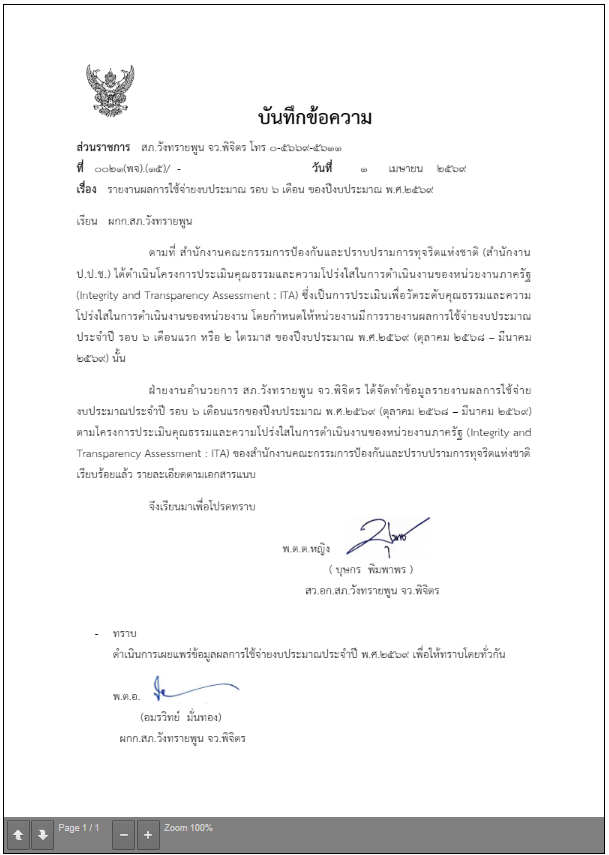 บันทึกข้อความ
ส่วนราชการ สภ.วังทรายพูน จว.พิจิตร โทร ๐-๕๖๖๙-๕๖๑๑
ที่ ๐๐๒๑(พจ).(๑๕)/ - วันที่ ๑ เมษายน ๒๕๖๙
เรื่อง รายงานผลการใช้จ่ายงบประมาณ รอบ ๖ เดือน ของปีงบประมาณ พ.ศ.๒๕๖๙
เรียน ผกก.สภ.วังทรายพูน
ตามที่ สำนักงานคณะกรรมการป้องกันและปราบปรามการทุจริตแห่งชาติ (สำนักงาน
ป.ป.ช.) ได้ดำเนินโครงการประเมินคุณธรรมและความโปร่งใสในการดำเนินงานของหน่วยงานภาครัฐ
(Integrity and Transparency Assessment : ITA) ซึ่งเป็นการประเมินเพื่อวัดระดับคุณธรรมและความ
โปร่งใสในการดำเนินงานของหน่วยงาน โดยกำหนดให้หน่วยงานมีการรายงานผลการใช้จ่ายงบประมาณ
ประจำปี รอบ ๖ เดือนแรก หรือ ๒ ไตรมาส ของปีงบประมาณ พ.ศ.๒๕๖๙ (ตุลาคม ๒๕๖๘ – มีนาคม
๒๕๖๙) นั้น
ฝ่ายงานอำนวยการ สภ.วังทรายพูน จว.พิจิตร ได้จัดทำข้อมูลรายงานผลการใช้จ่าย
งบประมาณประจำปี รอบ ๖ เดือนแรกของปีงบประมาณ พ.ศ.๒๕๖๙ (ตุลาคม ๒๕๖๘ – มีนาคม ๒๕๖๙)
ตามโครงการประเมินคุณธรรมและความโปร่งใสในการดำเนินงานของหน่วยงานภาครัฐ (Integrity and
Transparency Assessment : ITA) ของสำนักงานคณะกรรมการป้องกันและปราบปรามการทุจริตแห่งชาติ
เรียบร้อยแล้ว รายละเอียดตามเอกสารแนบ
จึงเรียนมาเพื่อโปรดทราบ
พ.ต.ต.หญิง
( บุษกร พิมพาพร )
สว.อก.สภ.วังทรายพูน จว.พิจิตร
- ทราบ
ดำเนินการเผยแพร่ข้อมูลผลการใช้จ่ายงบประมาณประจำปี พ.ศ.๒๕๖๙ เพื่อให้ทราบโดยทั่วกัน
พ.ต.อ.
(อมรวิทย์ มั่นทอง)
ผกก.สภ.วังทรายพูน จว.พิจิตร
Page 1 / 1 Zoom 100%